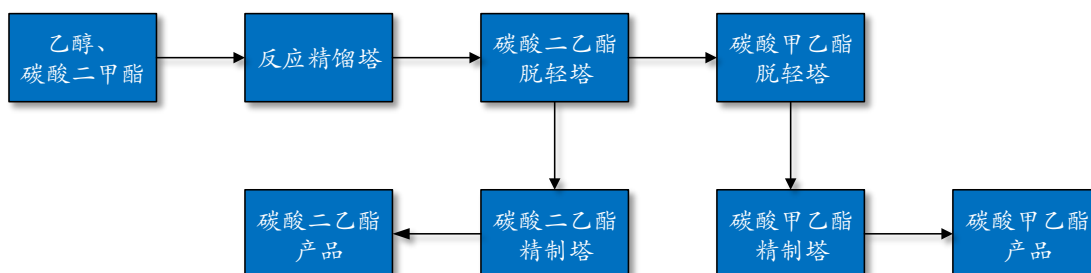 乙醇、
碳酸二甲酯
反应精馏塔
碳酸二乙酯
脱轻塔
碳酸甲乙酯
脱轻塔
碳酸二乙酯
产品
碳酸二乙酯
精制塔
碳酸甲乙酯
精制塔
碳酸甲乙酯
产品